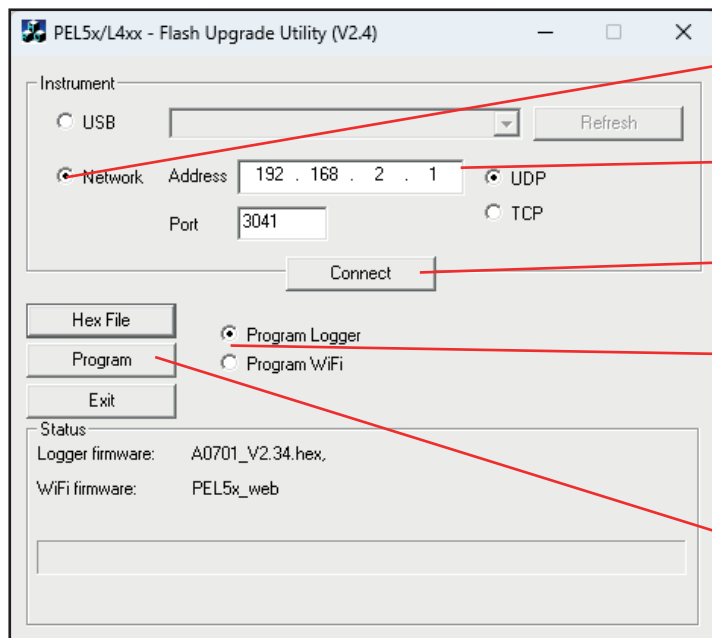 PEL5x/L4xx - Flash Upgrade Utility (V2.4)
Instrument
USB
Refresh
Network Address 192 . 168 . 2 . 1 UDP
Port 3041 TCP
Connect
Hex File
Program Logger
Program
Program WiFi
Exit
Status
Logger firmware: A0701_V2.34.hex,
WiFi firmware: PEL5x_web